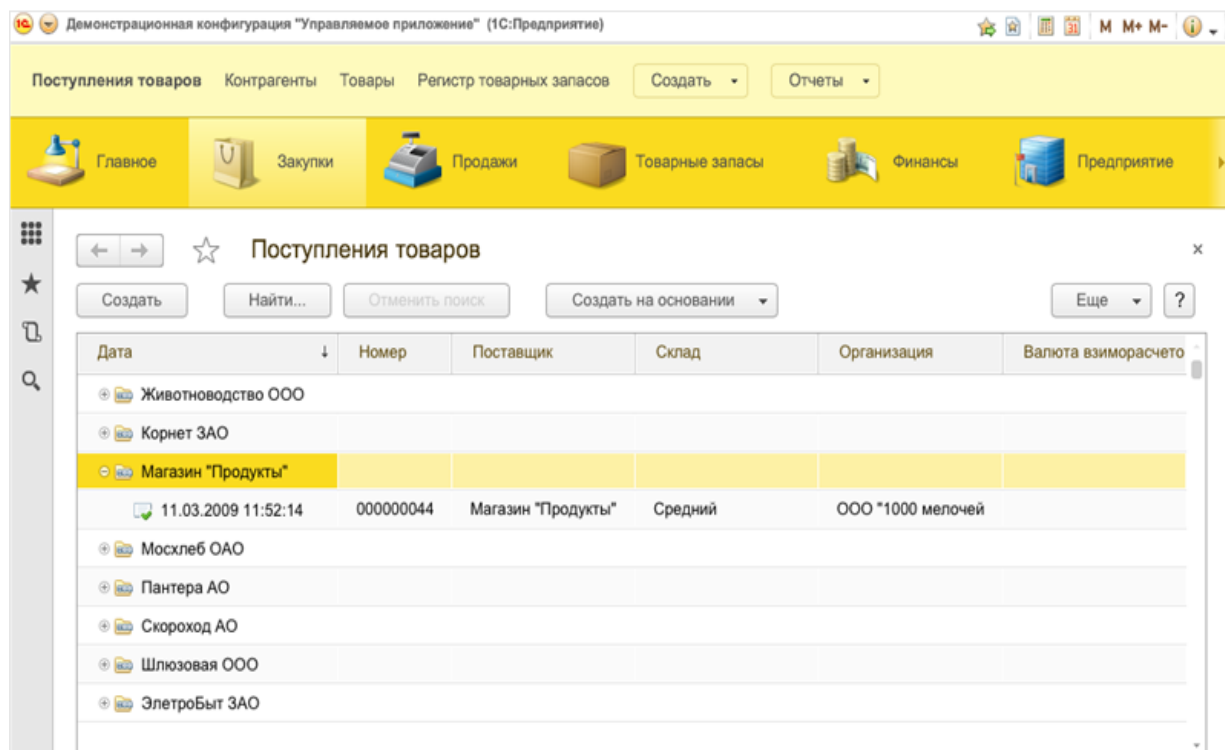 1С Демонстрационная конфигурация "Управляемое приложение" (1С:Предприятие) 31 M M+ M-
Поступления товаров Контрагенты Товары Регистр товарных запасов Создать Отчеты
Главное Закупки Продажи Товарные запасы Финансы Предприятие
Поступления товаров
Создать Найти... Отменить поиск Создать на основании Еще ?
Дата Номер Поставщик Склад Организация Валюта взиморасчето
Животноводство ООО
Корнет ЗАО
Магазин "Продукты"
11.03.2009 11:52:14 000000044 Магазин "Продукты" Средний ООО "1000 мелочей
Мосхлеб ОАО
Пантера АО
Скороход АО
Шлюзовая ООО
ЭлетроБыт ЗАО